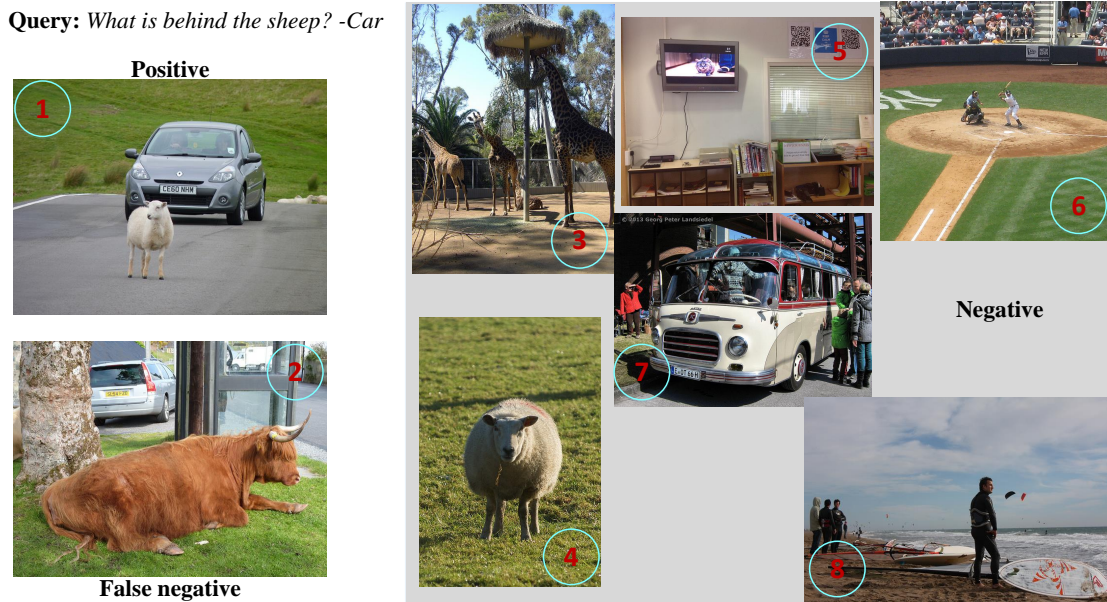 Query: What is behind the sheep? -Car
Positive
1
CE60 NHM
2
False negative
3
4
5
6
© 2013 Georg Peter Landsiedel
7
Negative
8